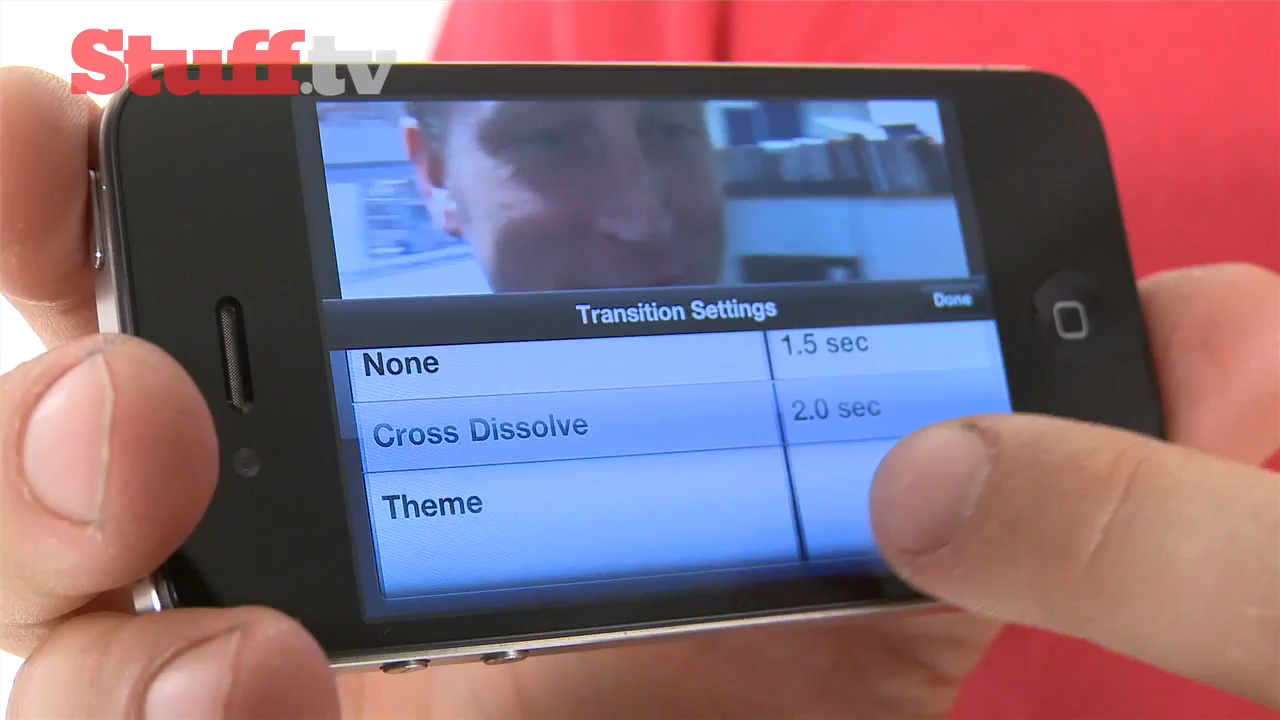 Stuff.tv
Transition Settings
Done
None
1.5 sec
Cross Dissolve
2.0 sec
Theme